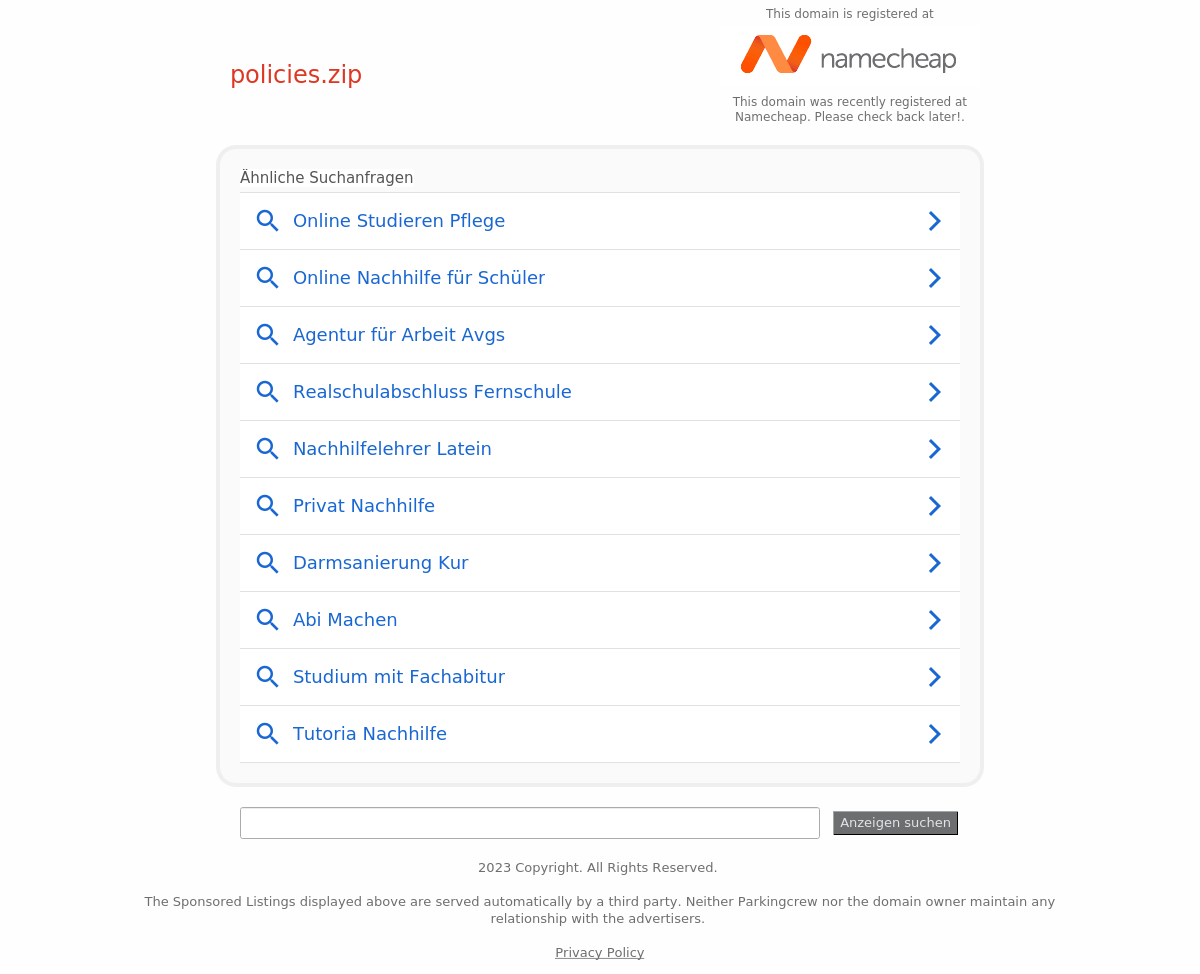 This domain is registered at
namecheap
policies.zip
This domain was recently registered at
Namecheap. Please check back later!.
Ähnliche Suchanfragen
Online Studieren Pflege
Online Nachhilfe für Schüler
Agentur für Arbeit Avgs
Realschulabschluss Fernschule
Nachhilfelehrer Latein
Privat Nachhilfe
Darmsanierung Kur
Abi Machen
Studium mit Fachabitur
Tutoria Nachhilfe
Anzeigen suchen
2023 Copyright. All Rights Reserved.
The Sponsored Listings displayed above are served automatically by a third party. Neither Parkingcrew nor the domain owner maintain any
relationship with the advertisers.
Privacy Policy